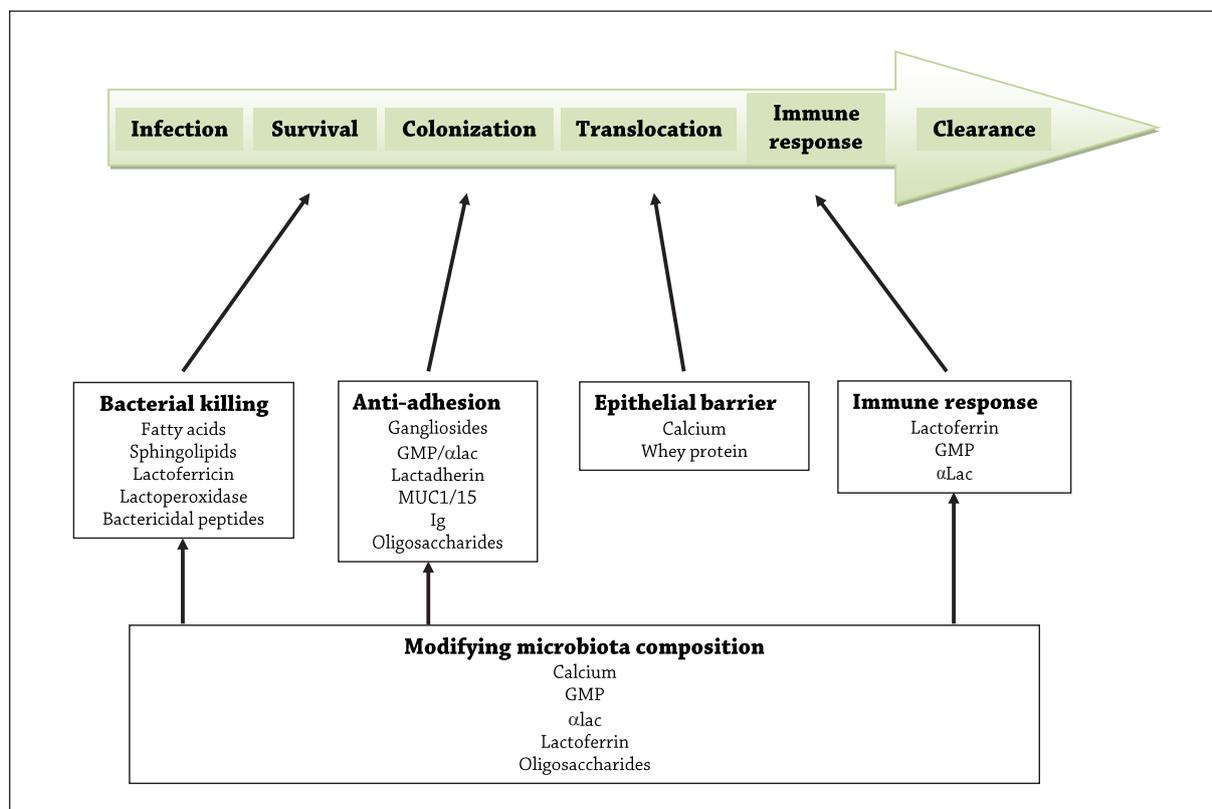 Infection
Survival
Colonization
Translocation
Immune
response
Clearance
Bacterial killing
Fatty acids
Sphingolipids
Lactoferricin
Lactoperoxidase
Bactericidal peptides
Anti-adhesion
Gangliosides
GMP/αlac
Lactadherin
MUC1/15
Ig
Oligosaccharides
Epithelial barrier
Calcium
Whey protein
Immune response
Lactoferrin
GMP
αLac
Modifying microbiota composition
Calcium
GMP
αlac
Lactoferrin
Oligosaccharides